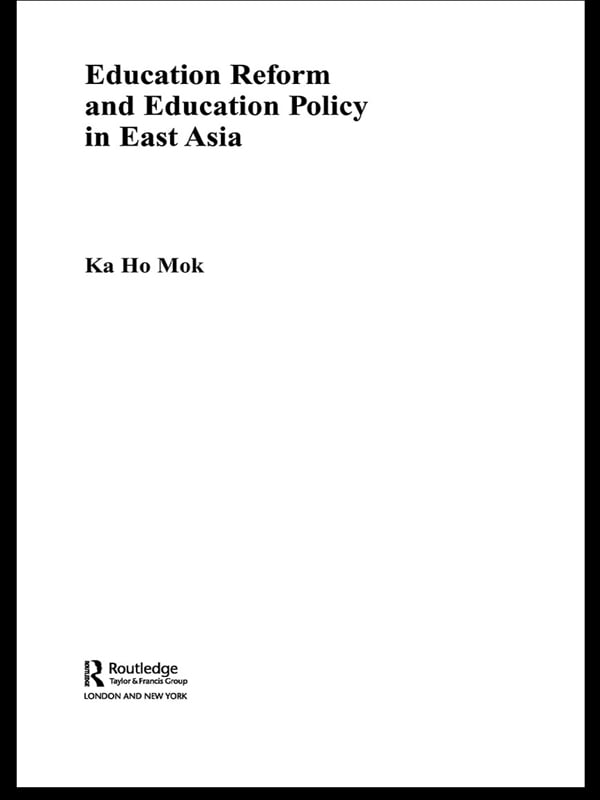 Education Reform
and Education Policy
in East Asia
Ka Ho Mok
ROUTLEDGE
Routledge
Taylor & Francis Group
LONDON AND NEW YORK